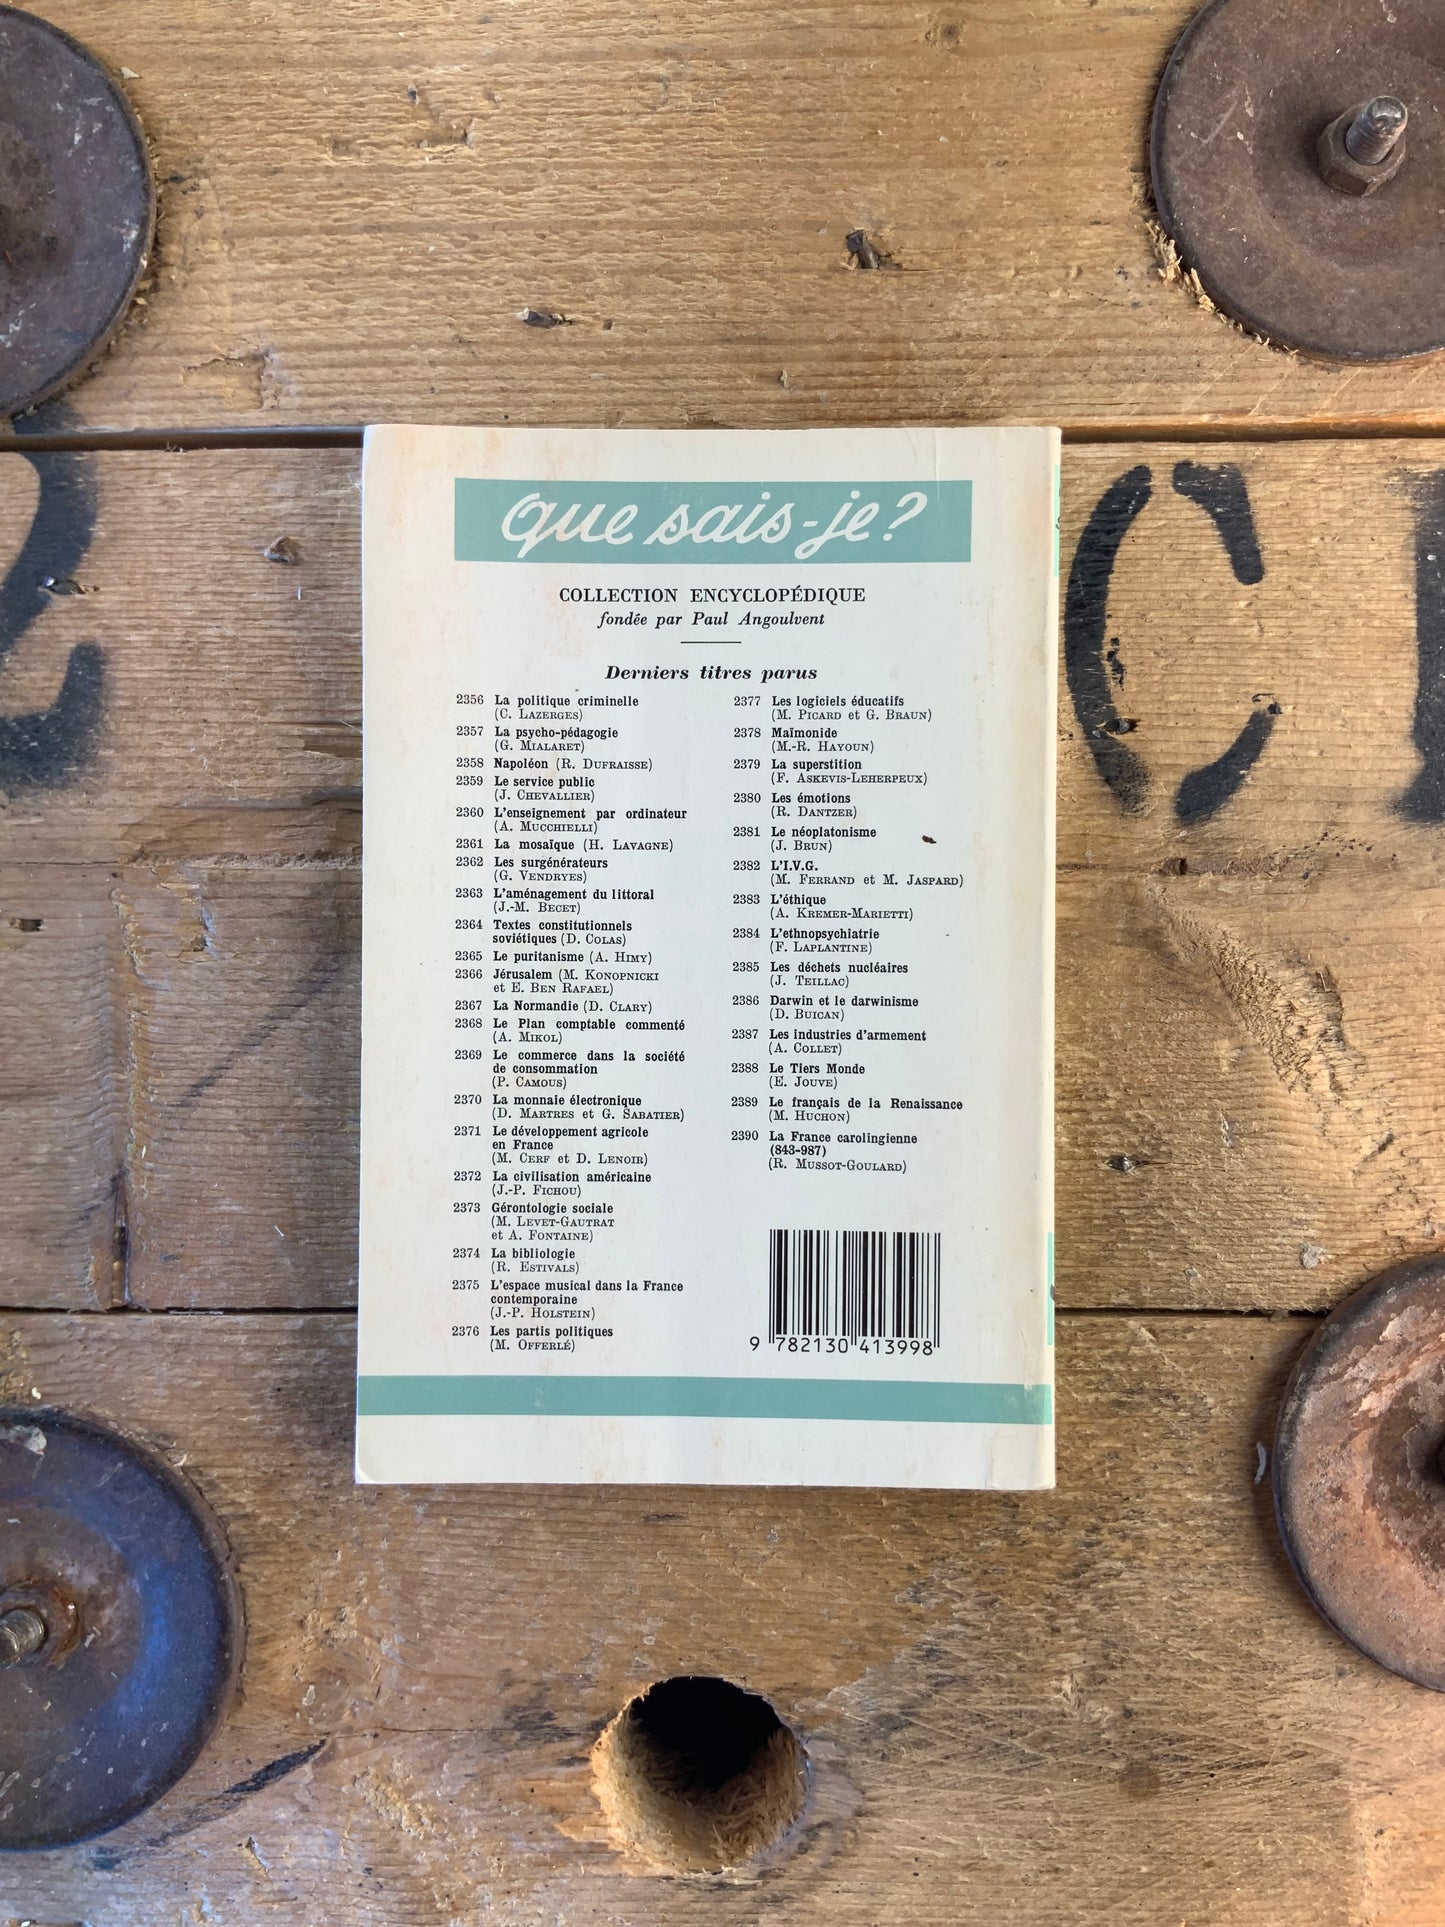 que sais-je?
COLLECTION ENCYCLOPÉDIQUE
fondée par Paul Angoulvent
Derniers titres parus
2356 La politique criminelle
(C. LAZERGES)
2357 La psycho-pédagogie
(G. MIALARET)
2358 Napoléon (R. DUFRAISSE)
2359 Le service public
(J. CHEVALLIER)
2360 L'enseignement par ordinateur
(A. MUCCHIELLI)
2361 La mosaïque (H. LAVAGNE)
2362 Les surgénérateurs
(G. VENDRYES)
2363 L'aménagement du littoral
(J.-M. BECET)
2364 Textes constitutionnels
soviétiques (D. COLAS)
2365 Le puritanisme (A. HIMY)
2366 Jérusalem (M. KONOPNICKI
et E. BEN RAFAEL)
2367 La Normandie (D. CLARY)
2368 Le Plan comptable commenté
(A. MIKOL)
2369 Le commerce dans la société
de consommation
(P. CAMOUS)
2370 La monnaie électronique
(D. MARTRES et G. SABATIER)
2371 Le développement agricole
en France
(M. CERF et D. LENOIR)
2372 La civilisation américaine
(J.-P. FICHOU)
2373 Gérontologie sociale
(M. LEVET-GAUTRAT
et A. FONTAINE)
2374 La bibliologie
(R. ESTIVALS)
2375 L'espace musical dans la France
contemporaine
(J.-P. HOLSTEIN)
2376 Les partis politiques
(M. OFFERLÉ)
2377 Les logiciels éducatifs
(M. PICARD et G. BRAUN)
2378 Maïmonide
(M.-R. HAYOUN)
2379 La superstition
(F. ASKEVIS-LEHERPEUX)
2380 Les émotions
(R. DANTZER)
2381 Le néoplatonisme
(J. BRUN)
2382 L'I.V.G.
(M. FERRAND et M. JASPARD)
2383 L'éthique
(A. KREMER-MARIETTI)
2384 L'ethnopsychiatrie
(F. LAPLANTINE)
2385 Les déchets nucléaires
(J. TEILLAC)
2386 Darwin et le darwinisme
(D. BUICAN)
2387 Les industries d'armement
(A. COLLET)
2388 Le Tiers Monde
(E. JOUVE)
2389 Le français de la Renaissance
(M. HUCHON)
2390 La France carolingienne
(843-987)
(R. MUSSOT-GOULARD)
9 782130 413998
C